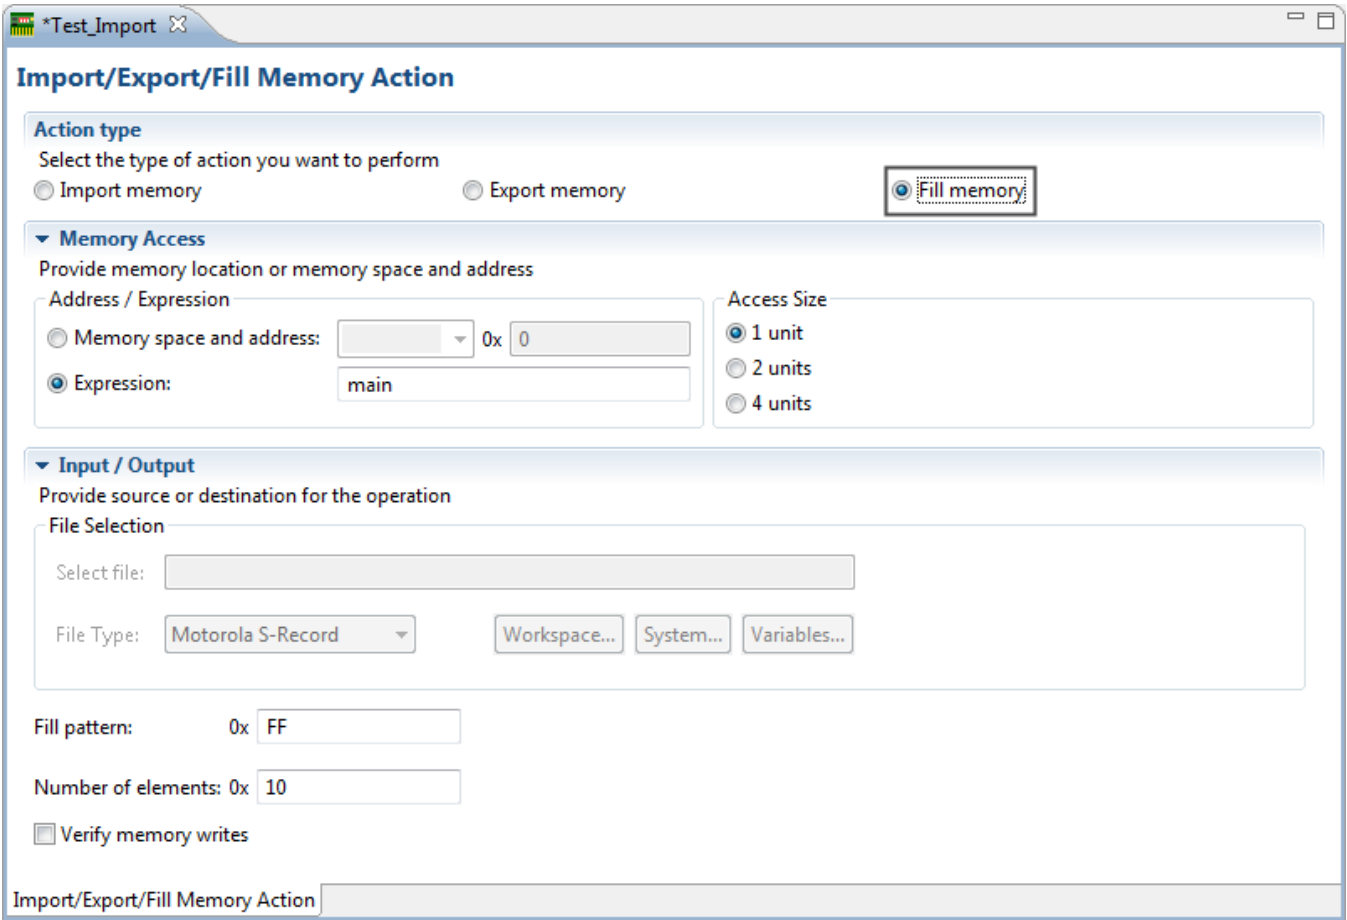 *Test_Import
Import/Export/Fill Memory Action
Action type
Select the type of action you want to perform
Import memory Export memory Fill memory
Memory Access
Provide memory location or memory space and address
Address / Expression Access Size
Memory space and address: 0x 0 1 unit
2 units
Expression: main
4 units
Input / Output
Provide source or destination for the operation
File Selection
Select file:
File Type: Motorola S-Record Workspace... System... Variables...
Fill pattern: 0x FF
Number of elements: 0x 10
Verify memory writes
Import/Export/Fill Memory Action